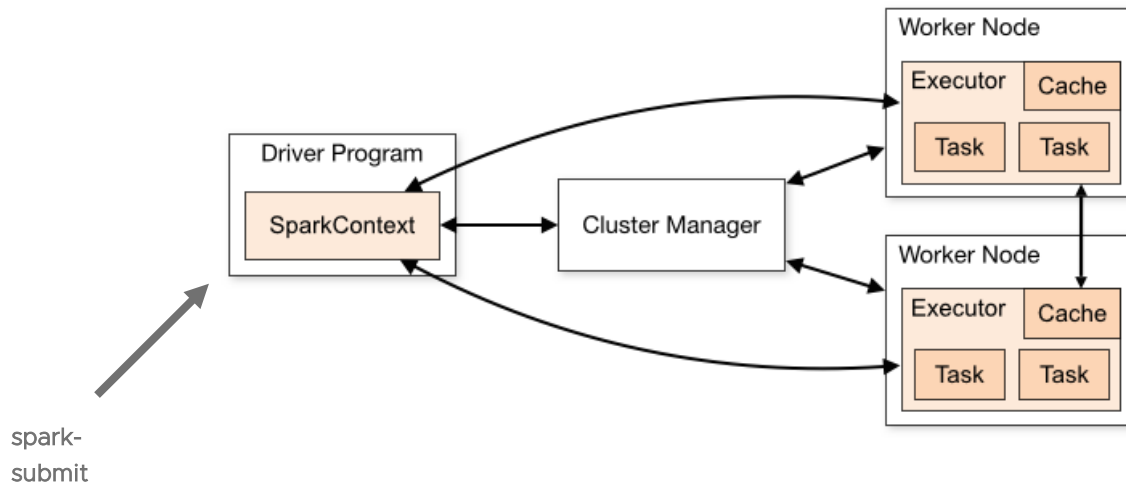 Worker Node
Executor
Cache
Task
Task
Driver Program
SparkContext
Cluster Manager
Worker Node
Executor
Cache
Task
Task
spark-
submit